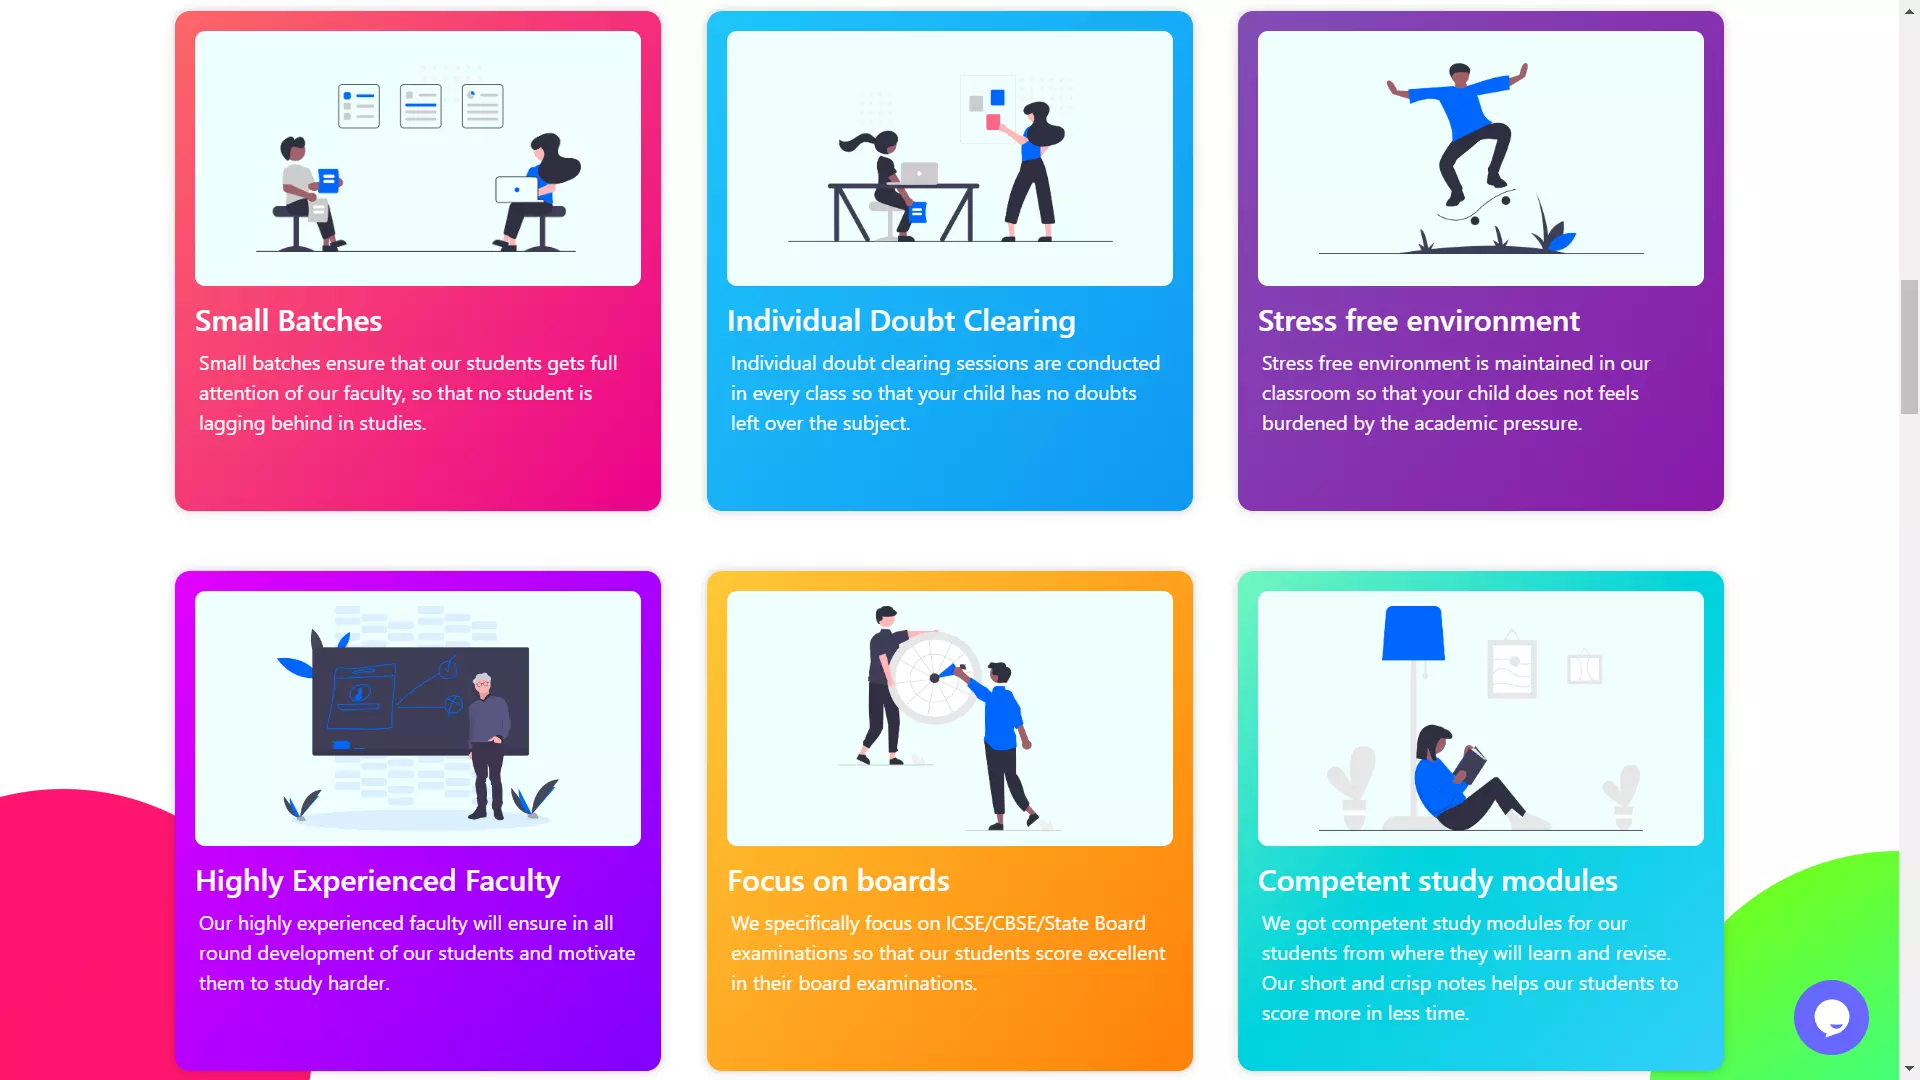 Small Batches
Small batches ensure that our students gets full
attention of our faculty, so that no student is
lagging behind in studies.
Individual Doubt Clearing
Individual doubt clearing sessions are conducted
in every class so that your child has no doubts
left over the subject.
Stress free environment
Stress free environment is maintained in our
classroom so that your child does not feels
burdened by the academic pressure.
Highly Experienced Faculty
Our highly experienced faculty will ensure in all
round development of our students and motivate
them to study harder.
Focus on boards
We specifically focus on ICSE/CBSE/State Board
examinations so that our students score excellent
in their board examinations.
Competent study modules
We got competent study modules for our
students from where they will learn and revise.
Our short and crisp notes helps our students to
score more in less time.